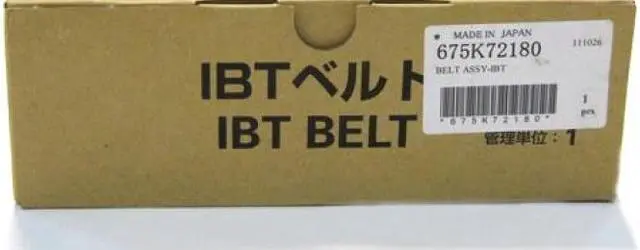 MADE IN JAPAN
675K72180
111026
BELT ASSY-IBT
1
pcs
*675K72180*
IBTベルト
IBT BELT
管理単位：1